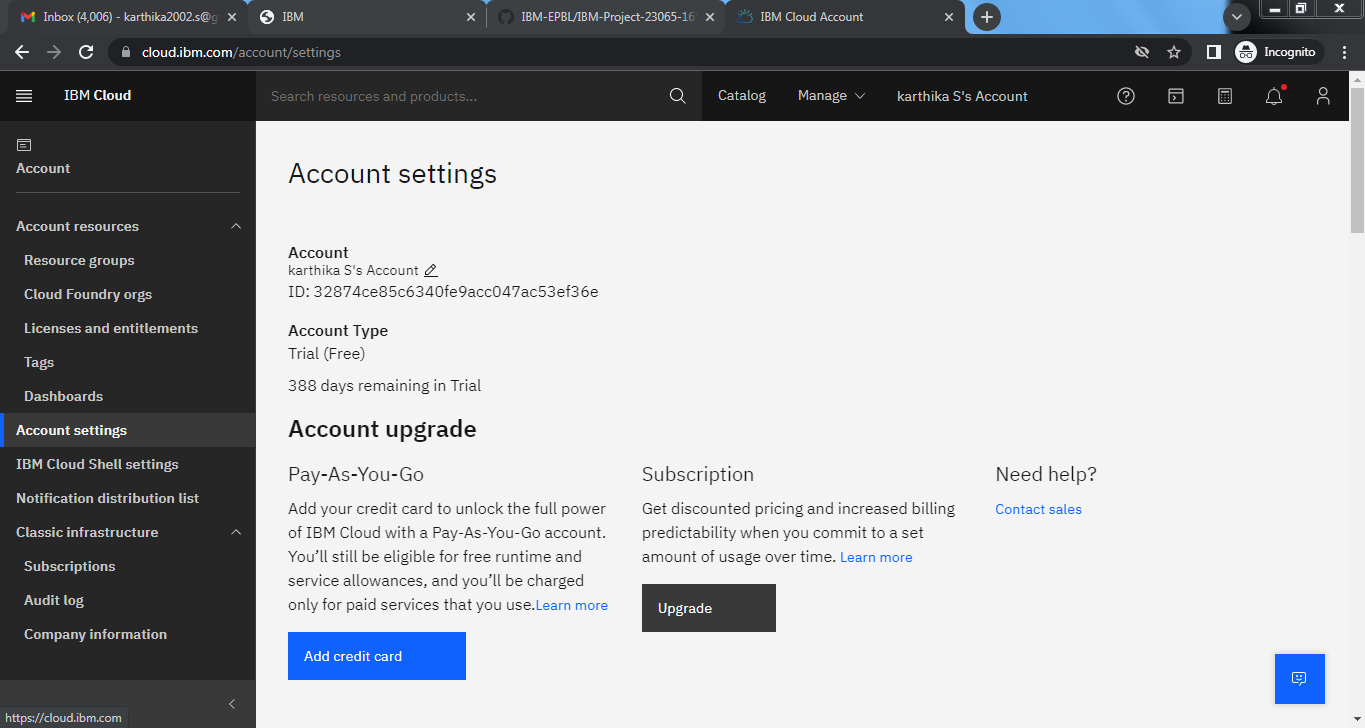 Inbox (4,006) - karthika2002.s@g
IBM
IBM-EPBL/IBM-Project-23065-16
IBM Cloud Account
cloud.ibm.com/account/settings
Incognito
IBM Cloud
Search resources and products...
Catalog
Manage
karthika S's Account
Account
Account resources
Resource groups
Cloud Foundry orgs
Licenses and entitlements
Tags
Dashboards
Account settings
IBM Cloud Shell settings
Notification distribution list
Classic infrastructure
Subscriptions
Audit log
Company information
https://cloud.ibm.com
Account settings
Account
karthika S's Account
ID: 32874ce85c6340fe9acc047ac53ef36e
Account Type
Trial (Free)
388 days remaining in Trial
Account upgrade
Pay-As-You-Go
Add your credit card to unlock the full power
of IBM Cloud with a Pay-As-You-Go account.
You’ll still be eligible for free runtime and
service allowances, and you’ll be charged
only for paid services that you use.Learn more
Add credit card
Subscription
Get discounted pricing and increased billing
predictability when you commit to a set
amount of usage over time. Learn more
Upgrade
Need help?
Contact sales